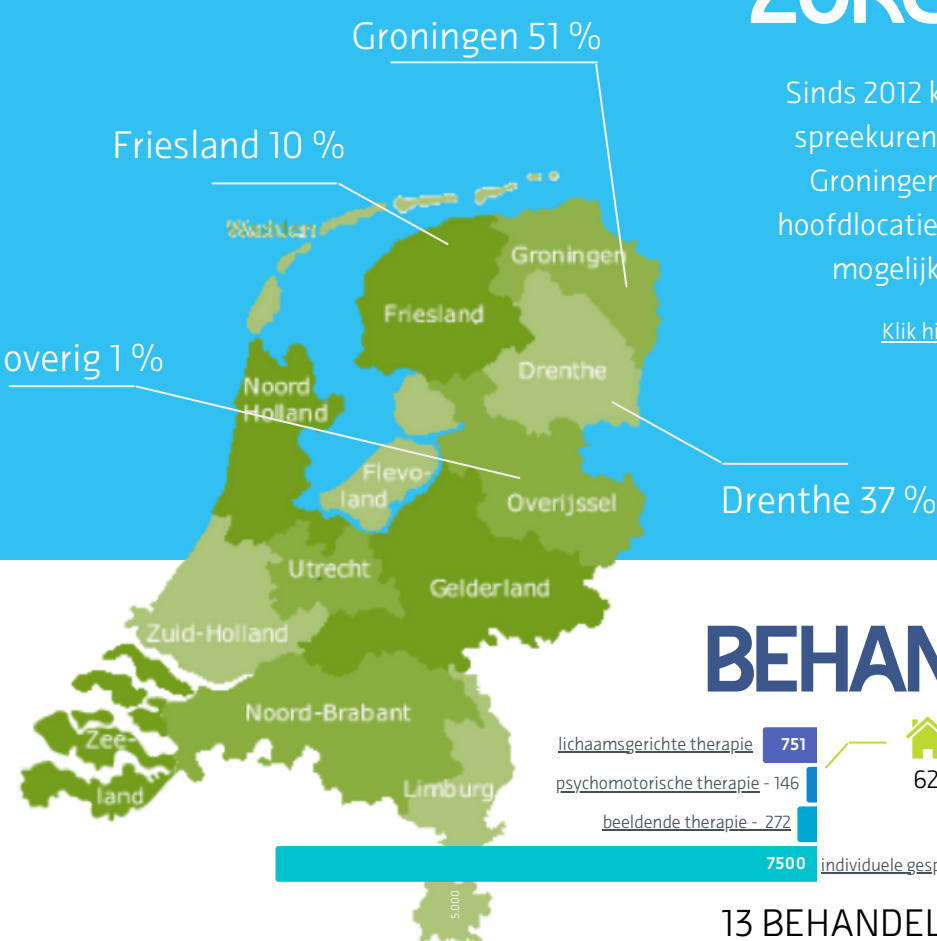 Groningen 51 %
Friesland 10 %
overig 1 %
Drenthe 37 %
Sinds 2012 k
spreekuren
Groningen
hoofdlocatie
mogelijk
Klik hi
Groningen
Friesland
Drenthe
Noord
Holland
Flevo-
land
Overijssel
Utrecht
Gelderland
Zuid-Holland
Noord-Brabant
Zee-
land
Limburg
BEHAN
lichaamsgerichte therapie 751
psychomotorische therapie - 146
beeldende therapie - 272
7500 individuele gesp
62
5.000
13 BEHANDEL